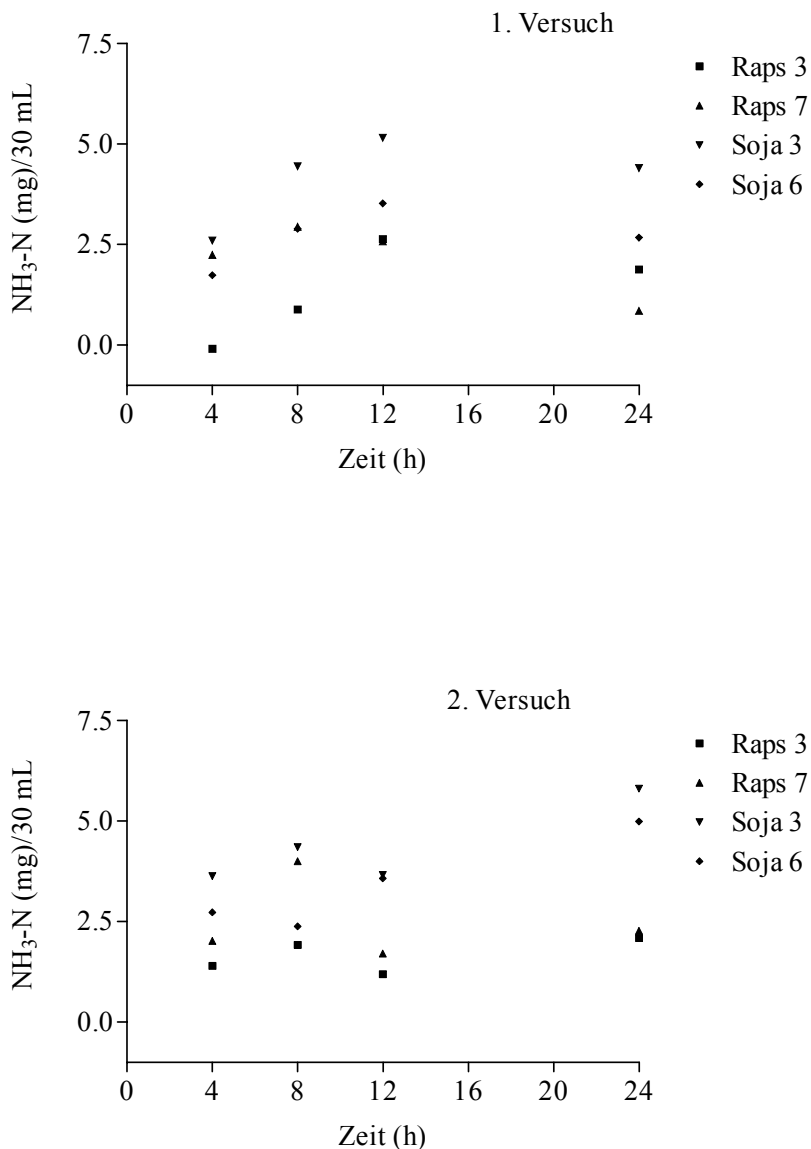 1. Versuch
7.5
5.0
2.5
0.0
NH₃-N (mg)/30 mL
0 4 8 12 16 20 24
Zeit (h)
Raps 3
Raps 7
Soja 3
Soja 6
2. Versuch
7.5
5.0
2.5
0.0
NH₃-N (mg)/30 mL
0 4 8 12 16 20 24
Zeit (h)
Raps 3
Raps 7
Soja 3
Soja 6